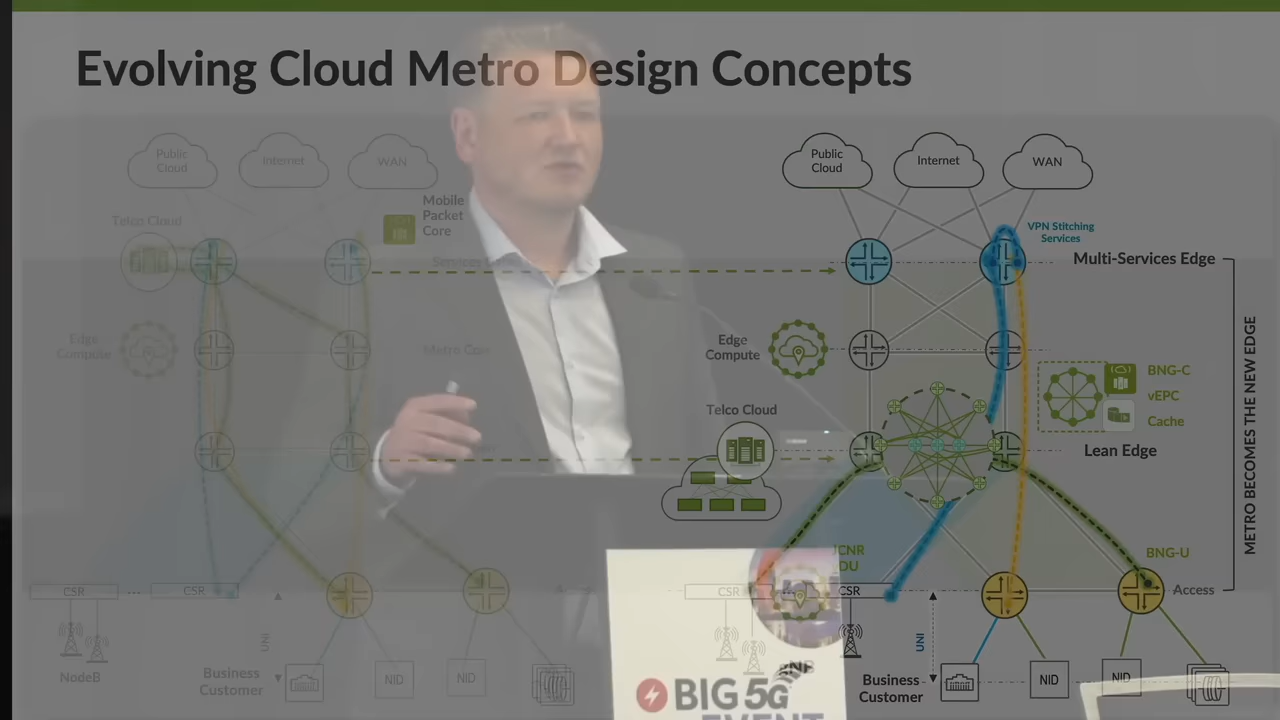 Evolving Cloud Metro Design Concepts
Public
Cloud
Internet
WAN
Public
Cloud
Internet
WAN
Telco Cloud
Mobile
Packet
Core
VPN Stitching
Services
Services
Multi-Services Edge
Edge
Compute
Metro Core
Edge
Compute
BNG-C
vEPC
Cache
Telco Cloud
Lean Edge
METRO BECOMES THE NEW EDGE
JCNR
DU
BNG-U
CSR
...
CSR
CSR
CSR
Access
UNI
UNI
NodeB
Business
Customer
NID
NID
Business
Customer
NID
NID
BIG 5G
EVENT